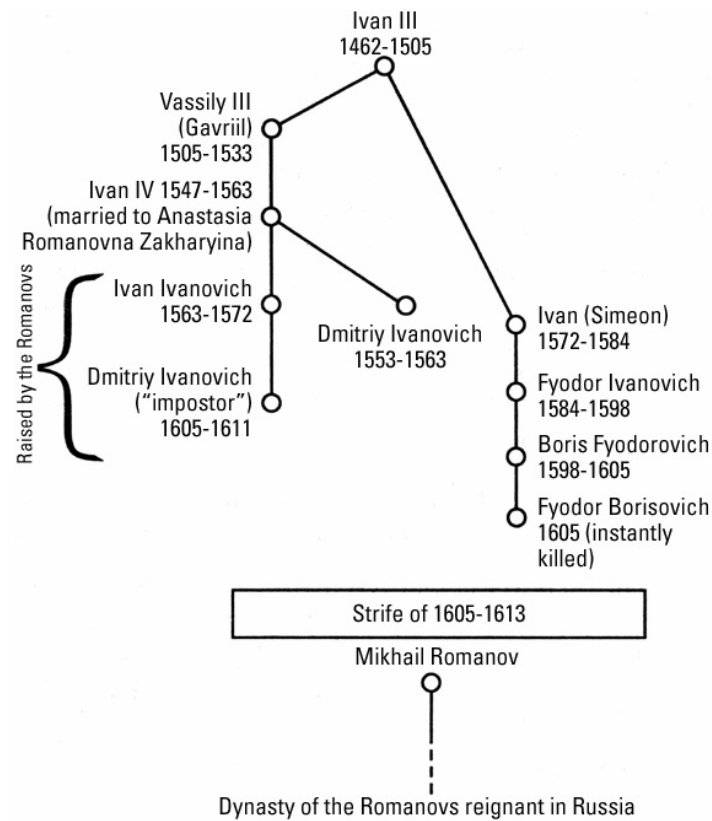 Ivan III
1462-1505
Vassily III
(Gavriil)
1505-1533
Ivan IV 1547-1563
(married to Anastasia
Romanovna Zakharyina)
Raised by the Romanovs
Ivan Ivanovich
1563-1572
Dmitriy Ivanovich
1553-1563
Dmitriy Ivanovich
("impostor")
1605-1611
Ivan (Simeon)
1572-1584
Fyodor Ivanovich
1584-1598
Boris Fyodorovich
1598-1605
Fyodor Borisovich
1605 (instantly
killed)
Strife of 1605-1613
Mikhail Romanov
Dynasty of the Romanovs reignant in Russia